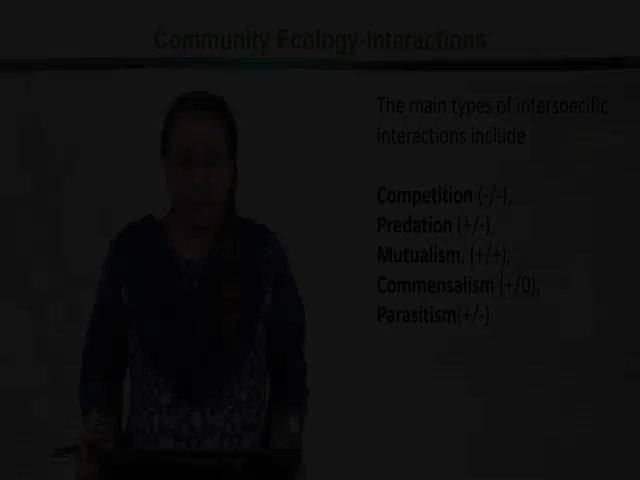 Community Ecology-Interactions
The main types of interspecific
interactions include
Competition (-/-),
Predation (+/-),
Mutualism, (+/+),
Commensalism (+/0),
Parasitism(+/-).